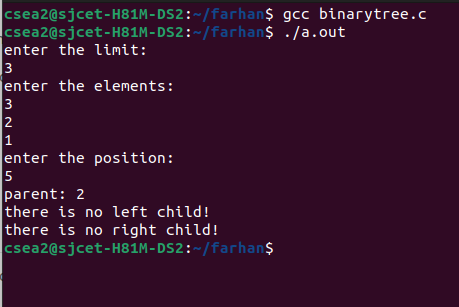 csea2@sjcet-H81M-DS2:~/farhan$ gcc binarytree.c
csea2@sjcet-H81M-DS2:~/farhan$ ./a.out
enter the limit:
3
enter the elements:
3
2
1
enter the position:
5
parent: 2
there is no left child!
there is no right child!
csea2@sjcet-H81M-DS2:~/farhan$